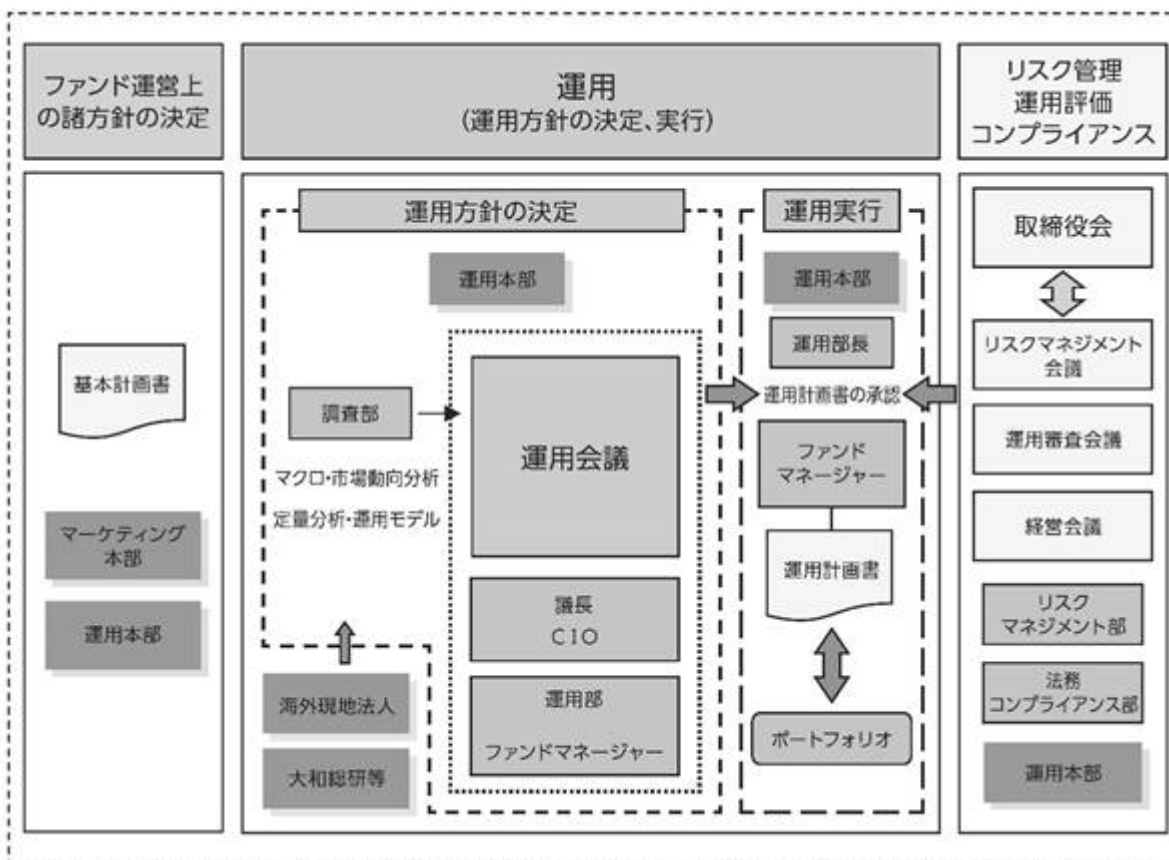 ファンド運営上
の諸方針の決定
運用
(運用方針の決定、実行)
リスク管理
運用評価
コンプライアンス
基本計画書
マーケティング
本部
運用本部
運用方針の決定
運用本部
調査部
マクロ・市場動向分析
定量分析・運用モデル
運用会議
議長
CIO
運用部
ファンドマネージャー
海外現地法人
大和総研等
運用実行
運用本部
運用部長
運用計画書の承認
ファンド
マネージャー
運用計画書
ポートフォリオ
取締役会
リスクマネジメント
会議
運用審査会議
経営会議
リスク
マネジメント部
法務
コンプライアンス部
運用本部